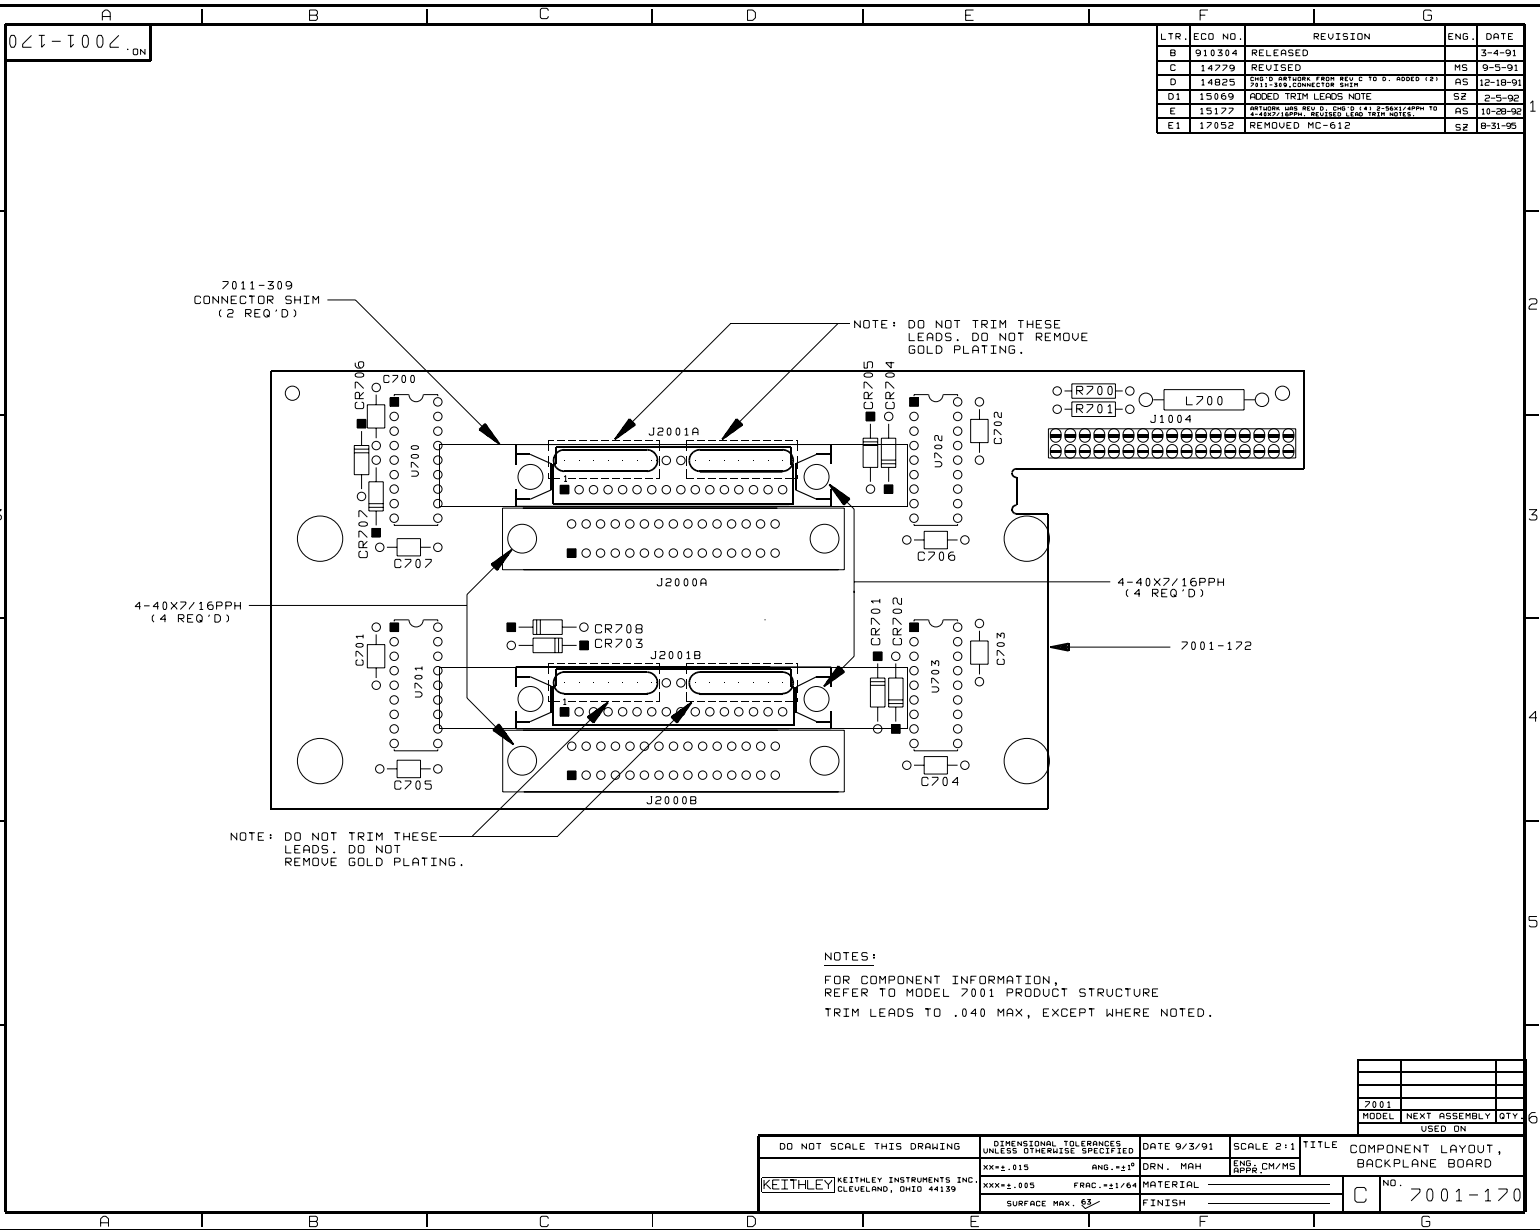 A B C D E F G
NO. 7001-170
LTR. ECO NO. REVISION ENG. DATE
B 910304 RELEASED 3-4-91
C 14779 REVISED MS 9-5-91
D 14825 CHG'D ARTWORK FROM REV C TO D. ADDED (2) AS 12-18-91
7011-309,CONNECTOR SHIM
D1 15069 ADDED TRIM LEADS NOTE SZ 2-5-92
E 15177 ARTWORK WAS REV D, CHG'D (4) 2-56X1/4PPH TO AS 10-28-92
4-40X7/16PPH. REVISED LEAD TRIM NOTES.
E1 17052 REMOVED MC-612 SZ 8-31-95
1
2
3
4
5
6
7011-309
CONNECTOR SHIM
(2 REQ'D)
NOTE: DO NOT TRIM THESE
LEADS. DO NOT REMOVE
GOLD PLATING.
CR706
C700
U700
CR707
C707
J2001A
1
J2000A
CR705
CR704
U702
C702
C706
R700
R701
L700
J1004
4-40X7/16PPH
(4 REQ'D)
4-40X7/16PPH
(4 REQ'D)
C701
U701
C705
CR708
CR703
J2001B
1
J2000B
CR701
CR702
U703
C703
C704
7001-172
NOTE: DO NOT TRIM THESE
LEADS. DO NOT
REMOVE GOLD PLATING.
NOTES:
FOR COMPONENT INFORMATION,
REFER TO MODEL 7001 PRODUCT STRUCTURE
TRIM LEADS TO .040 MAX, EXCEPT WHERE NOTED.
7001
MODEL NEXT ASSEMBLY QTY.
USED ON
DO NOT SCALE THIS DRAWING
KEITHLEY KEITHLEY INSTRUMENTS INC.
CLEVELAND, OHIO 44139
DIMENSIONAL TOLERANCES
UNLESS OTHERWISE SPECIFIED
XX=±.015 ANG.=±1°
XXX=±.005 FRAC.=±1/64
SURFACE MAX. 63
DATE 9/3/91 SCALE 2:1
DRN. MAH ENG. APPR. CM/MS
MATERIAL
FINISH
TITLE COMPONENT LAYOUT,
BACKPLANE BOARD
C NO. 7001-170
A B C D E F G